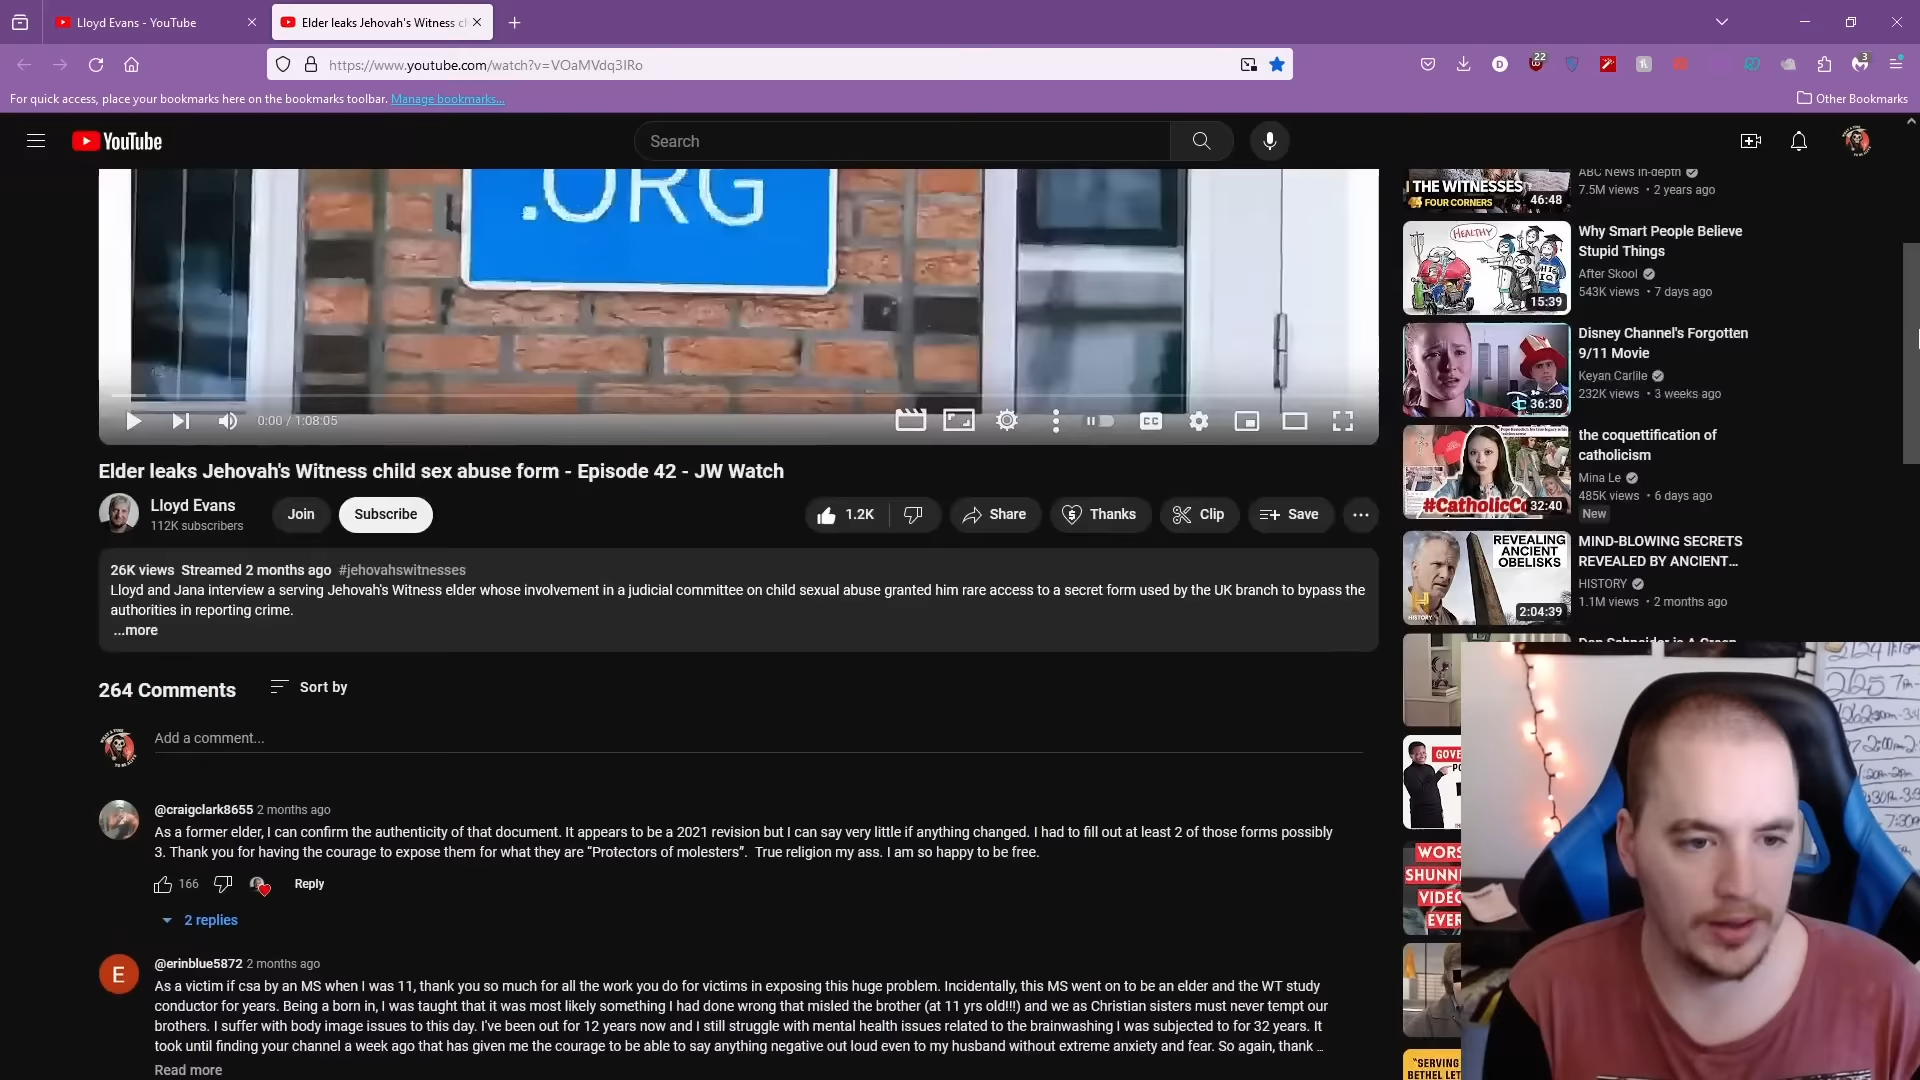 Lloyd Evans - YouTube
Elder leaks Jehovah's Witness c
https://www.youtube.com/watch?v=VOaMVdq3IRo
22
3
For quick access, place your bookmarks here on the bookmarks toolbar. Manage bookmarks...
Other Bookmarks
YouTube
Search
.ORG
0:00 / 1:08:05
CC
Elder leaks Jehovah's Witness child sex abuse form - Episode 42 - JW Watch
Lloyd Evans
112K subscribers
Join
Subscribe
1.2K
Share
Thanks
Clip
Save
26K views Streamed 2 months ago #jehovahswitnesses
Lloyd and Jana interview a serving Jehovah's Witness elder whose involvement in a judicial committee on child sexual abuse granted him rare access to a secret form used by the UK branch to bypass the
authorities in reporting crime.
...more
264 Comments
Sort by
Add a comment...
@craigclark8655 2 months ago
As a former elder, I can confirm the authenticity of that document. It appears to be a 2021 revision but I can say very little if anything changed. I had to fill out at least 2 of those forms possibly
3. Thank you for having the courage to expose them for what they are “Protectors of molesters”. True religion my ass. I am so happy to be free.
166
Reply
2 replies
E
@erinblue5872 2 months ago
As a victim if csa by an MS when I was 11, thank you so much for all the work you do for victims in exposing this huge problem. Incidentally, this MS went on to be an elder and the WT study
conductor for years. Being a born in, I was taught that it was most likely something I had done wrong that misled the brother (at 11 yrs old!!!) and we as Christian sisters must never tempt our
brothers. I suffer with body image issues to this day. I've been out for 12 years now and I still struggle with mental health issues related to the brainwashing I was subjected to for 32 years. It
took until finding your channel a week ago that has given me the courage to be able to say anything negative out loud even to my husband without extreme anxiety and fear. So again, thank ...
Read more
THE WITNESSES
FOUR CORNERS
46:48
ABC News In-depth
7.5M views • 2 years ago
HEALTHY
15:39
Why Smart People Believe
Stupid Things
After Skool
543K views • 7 days ago
36:30
Disney Channel's Forgotten
9/11 Movie
Keyan Carlile
232K views • 3 weeks ago
#CatholicCo
32:40
the coquettification of
catholicism
Mina Le
485K views • 6 days ago
New
REVEALING
ANCIENT
OBELISKS
HISTORY
2:04:39
MIND-BLOWING SECRETS
REVEALED BY ANCIENT...
HISTORY
1.1M views • 2 months ago
GOVE
WORS
SHUNN
VIDEO
EVER
"SERVING
BETHEL LET